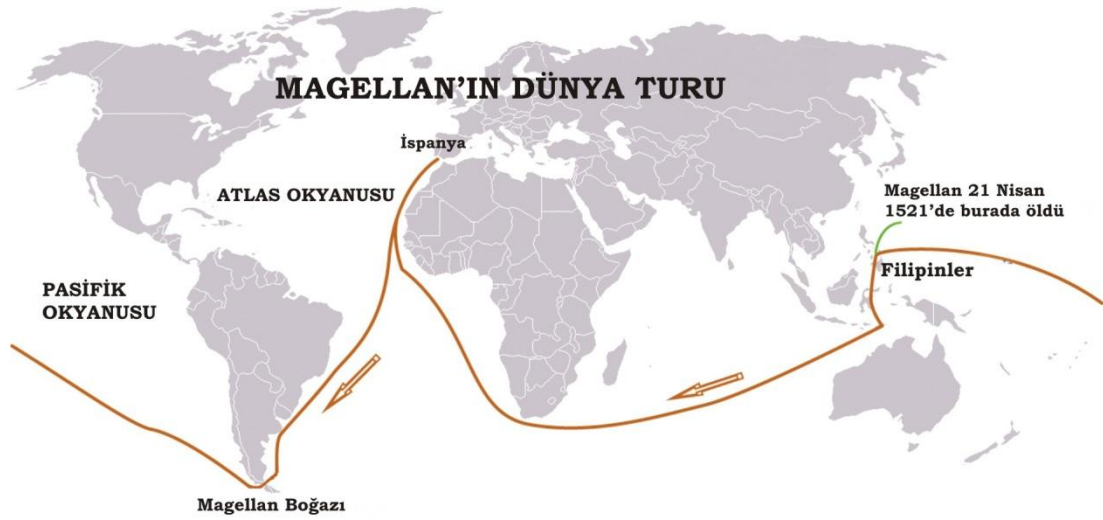 MAGELLAN'IN DÜNYA TURU
İspanya
ATLAS OKYANUSU
Magellan 21 Nisan
1521'de burada öldü
Filipinler
PASİFİK
OKYANUSU
Magellan Boğazı